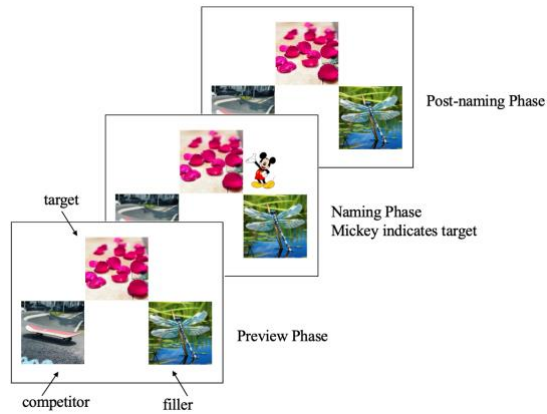 Post-naming Phase
Naming Phase
Mickey indicates target
target
Preview Phase
competitor
filler